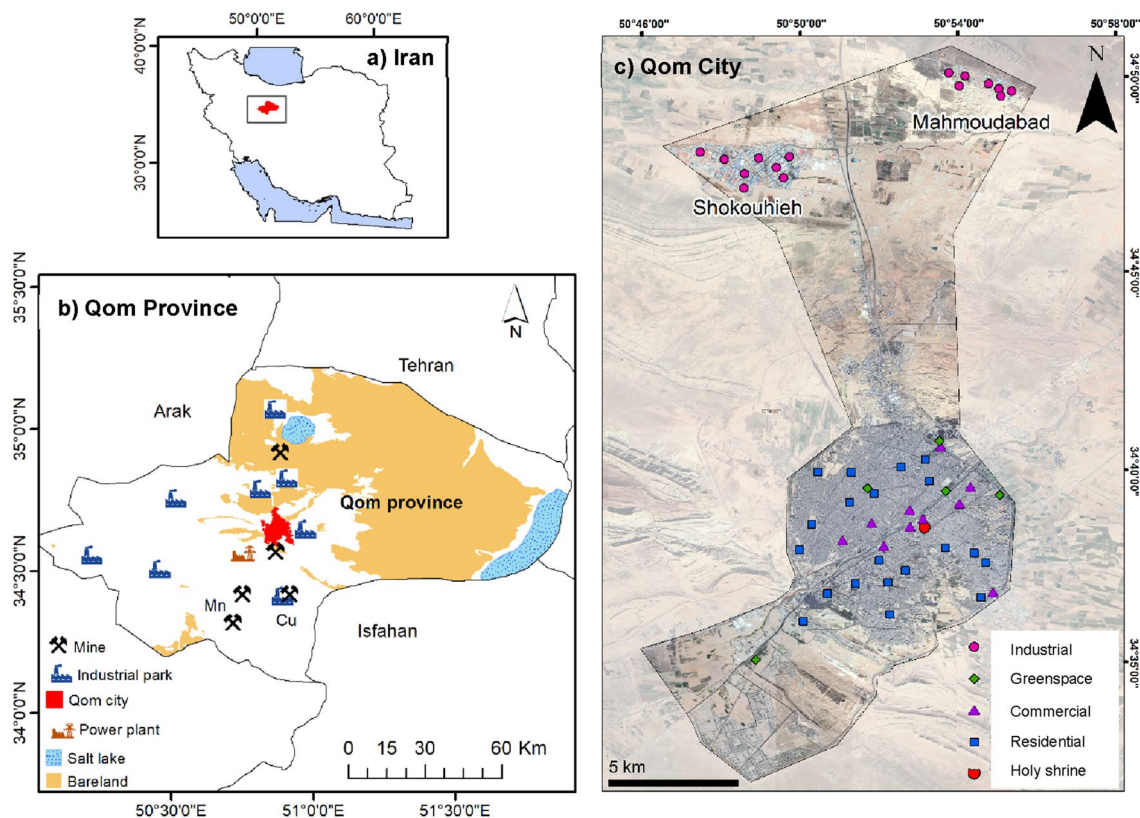 50°0'0"E
60°0'0"E
40°0'0"N
30°0'0"N
a) Iran
35°30'0"N
35°0'0"N
34°30'0"N
34°0'0"N
b) Qom Province
N
Tehran
Arak
Qom province
Mn
Cu
Isfahan
Mine
Industrial park
Qom city
Power plant
Salt lake
Bareland
0 15 30 60 Km
50°30'0"E
51°0'0"E
51°30'0"E
50°46'00"
50°50'00"
50°54'00"
50°58'00"
c) Qom City
N
Mahmoudabad
Shokouhieh
34°50'00"N
34°45'00"N
34°40'00"N
34°35'00"N
Industrial
Greenspace
Commercial
Residential
Holy shrine
5 km